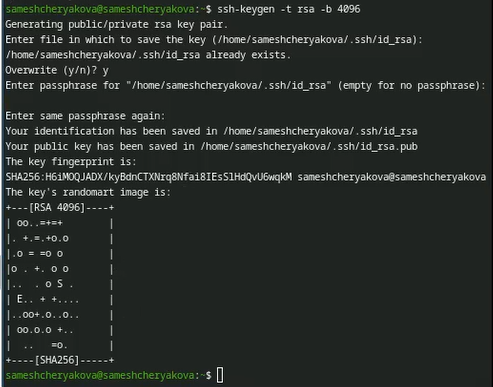 sameshcheryakova@sameshcheryakova:~$ ssh-keygen -t rsa -b 4096
Generating public/private rsa key pair.
Enter file in which to save the key (/home/sameshcheryakova/.ssh/id_rsa):
/home/sameshcheryakova/.ssh/id_rsa already exists.
Overwrite (y/n)? y
Enter passphrase for "/home/sameshcheryakova/.ssh/id_rsa" (empty for no passphrase):
Enter same passphrase again:
Your identification has been saved in /home/sameshcheryakova/.ssh/id_rsa
Your public key has been saved in /home/sameshcheryakova/.ssh/id_rsa.pub
The key fingerprint is:
SHA256:H6iMOQJADX/kyBdnCTXNrq8Nfai8IEsSlHdQvU6wqkM sameshcheryakova@sameshcheryakova
The key's randomart image is:
+---[RSA 4096]----+
| oo..=+=+        |
|. +.=.+o.o       |
|.o = =o o        |
|o . +. o o       |
|..  . o S .      |
| E.. + +....     |
|..oo+.o..o..     |
| oo.o.o +..      |
|  ..   =o.       |
+----[SHA256]-----+
sameshcheryakova@sameshcheryakova:~$